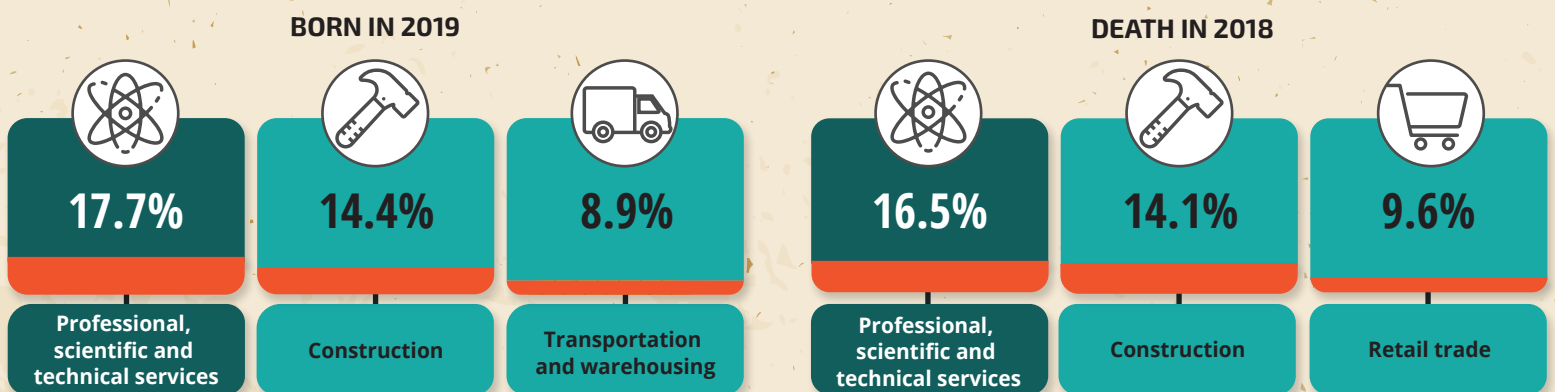 BORN IN 2019
17.7%
14.4%
8.9%
Professional,
scientific and
technical services
Construction
Transportation
and warehousing
DEATH IN 2018
16.5%
14.1%
9.6%
Professional,
scientific and
technical services
Construction
Retail trade